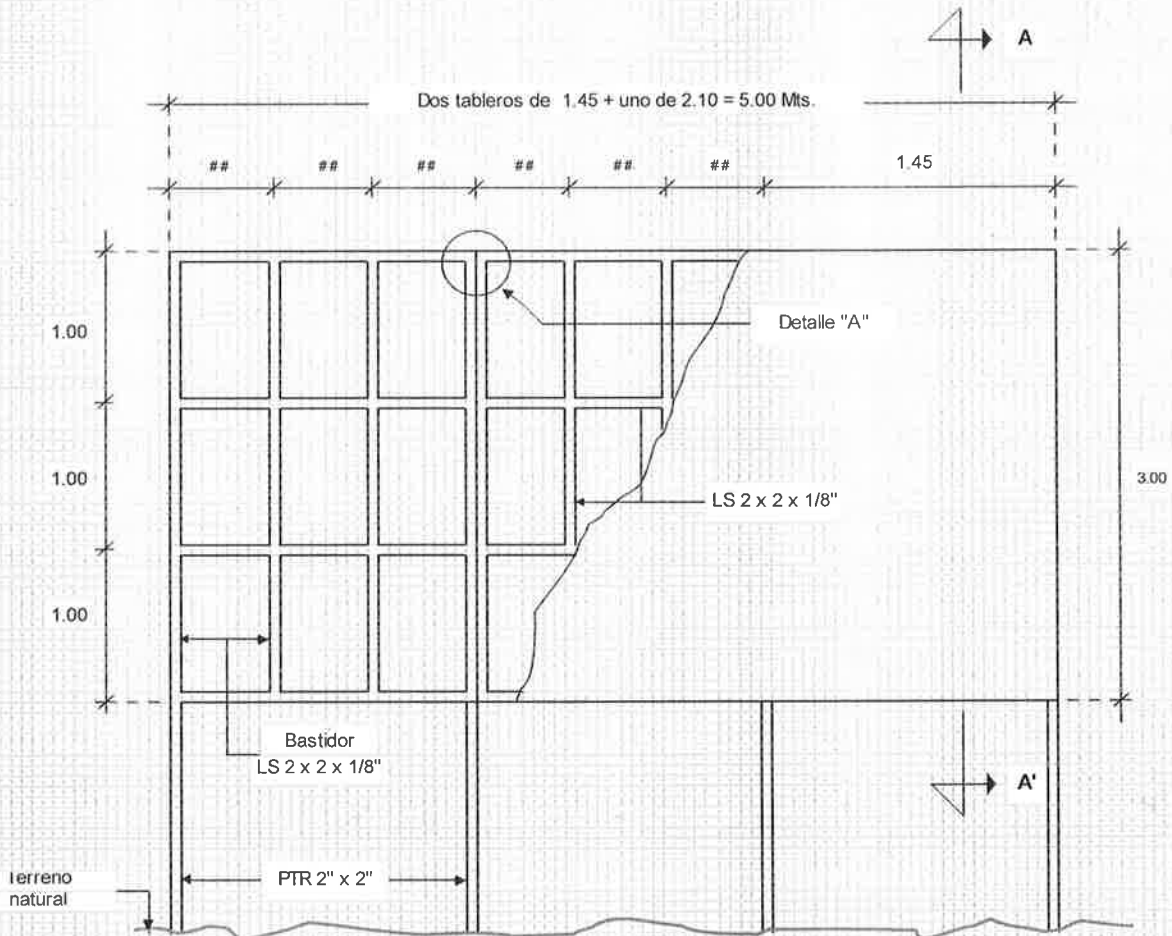 A
Dos tableros de 1.45 + uno de 2.10 = 5.00 Mts.
## ## ## ## ## ## 1.45
1.00
Detalle "A"
1.00
LS 2 x 2 x 1/8"
3.00
1.00
Bastidor
LS 2 x 2 x 1/8"
A'
PTR 2" x 2"
Terreno
natural